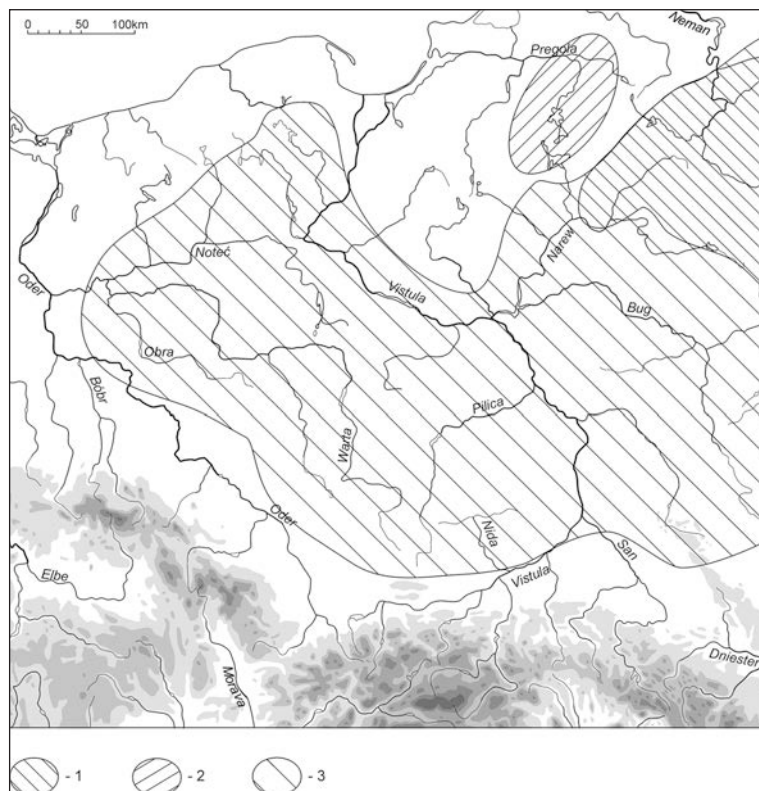 0 50 100km
Neman
Pregola
Noteć
Narew
Oder
Vistula
Bug
Obra
Bóbr
Pilica
Warta
Oder
Nida
San
Elbe
Vistula
Dniester
Morava
- 1 - 2 - 3